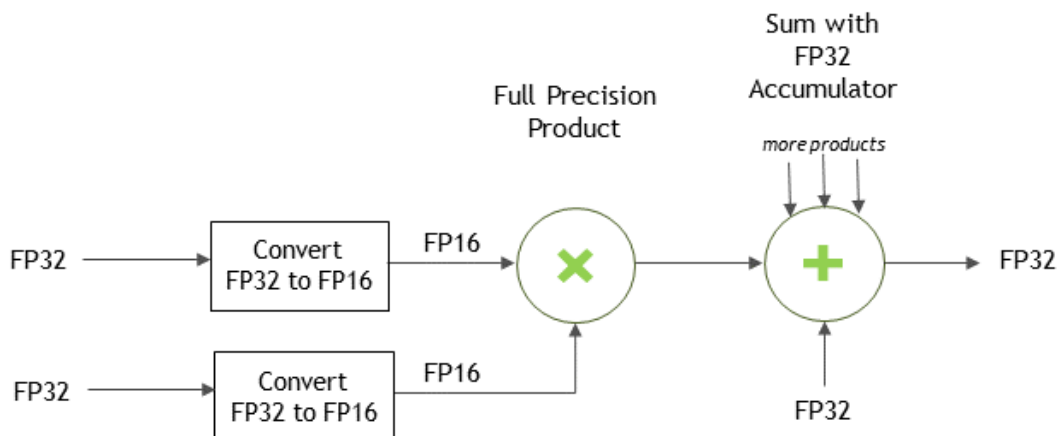 Sum with
FP32
Accumulator
Full Precision
Product
more products
FP32
Convert
FP32 to FP16
FP16
FP32
FP32
Convert
FP32 to FP16
FP16
FP32